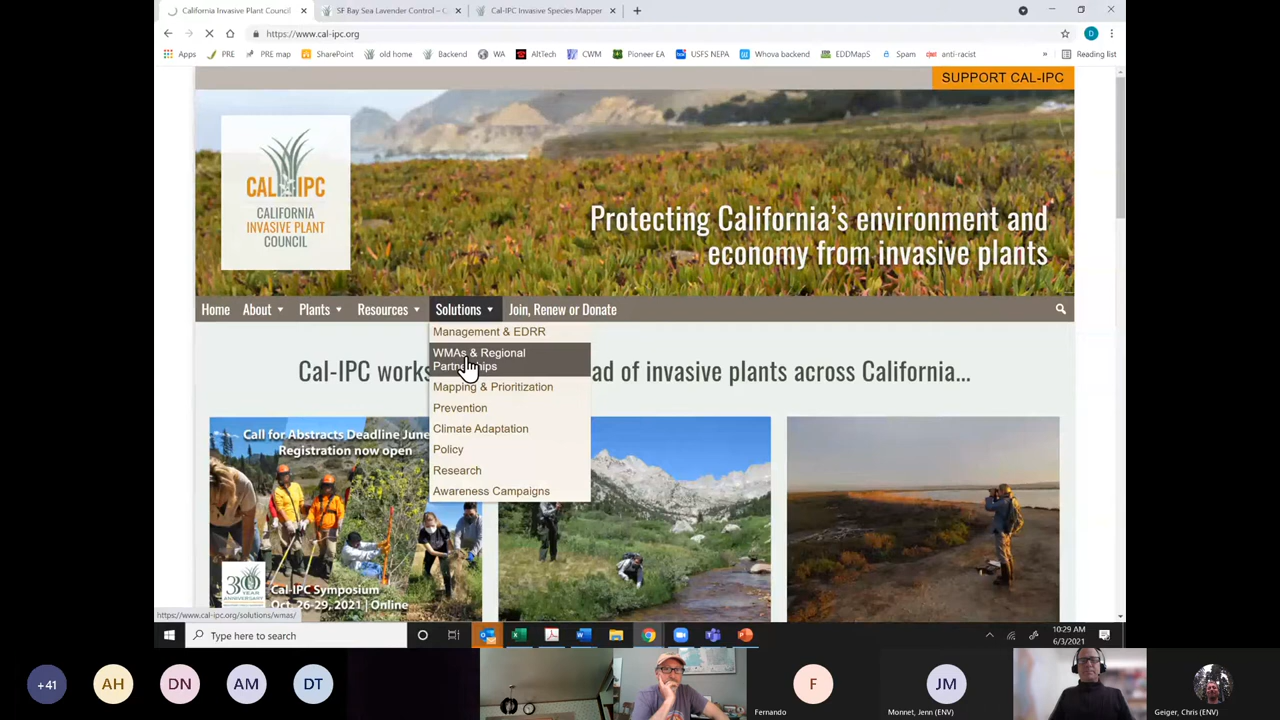 California Invasive Plant Council
SF Bay Sea Lavender Control – C
Cal-IPC Invasive Species Mapper
https://www.cal-ipc.org
Apps
PRE
PRE map
SharePoint
old home
Backend
WA
AltTech
CWM
Pioneer EA
USFS NEPA
Whova backend
EDDMapS
Spam
anti-racist
»
Reading list
SUPPORT CAL-IPC
CAL-IPC
CALIFORNIA
INVASIVE PLANT
COUNCIL
Protecting California's environment and
economy from invasive plants
Home
About
Plants
Resources
Solutions
Join, Renew or Donate
Management & EDRR
WMAs & Regional
Partnerships
Mapping & Prioritization
Prevention
Climate Adaptation
Policy
Research
Awareness Campaigns
Cal-IPC works
ad of invasive plants across California...
Call for Abstracts Deadline June
Registration now open
30
Cal-IPC Symposium
Oct. 26-29, 2021 | Online
https://www.cal-ipc.org/solutions/wmas/
Type here to search
10:29 AM
6/3/2021
+41
AH
DN
AM
DT
F
Fernando
JM
Monnet, Jenn (ENV)
Geiger, Chris (ENV)